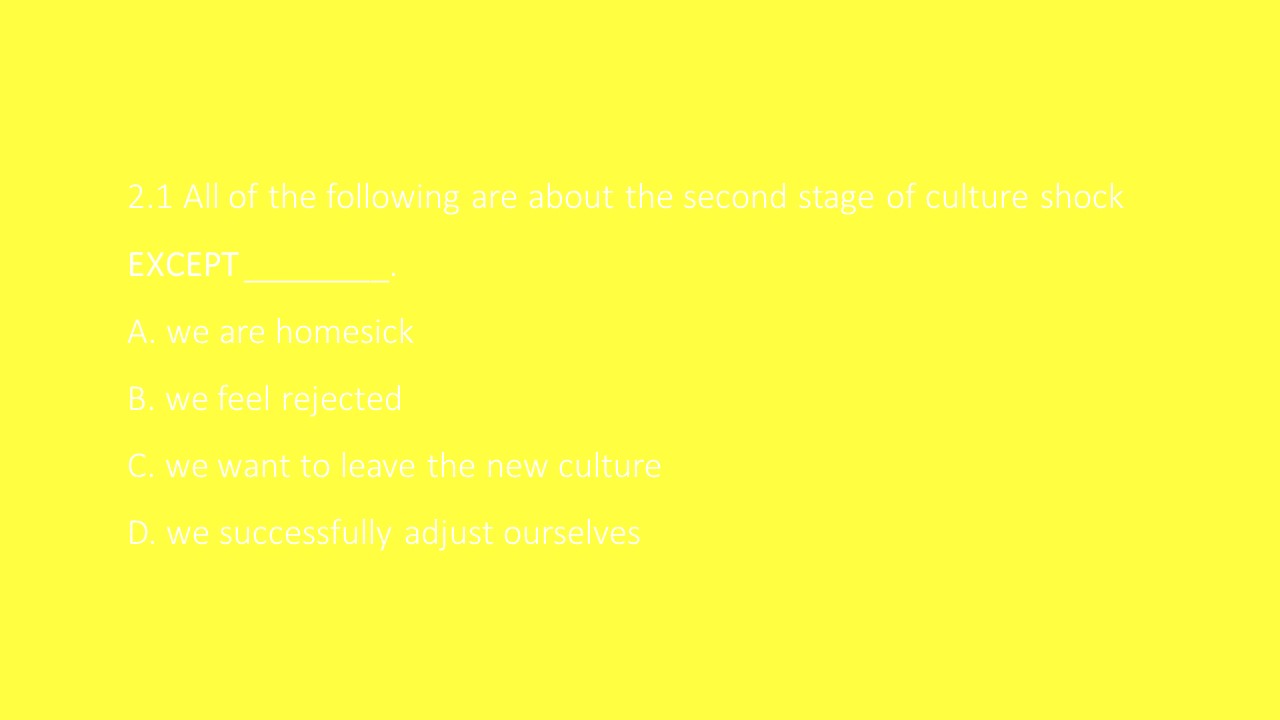 2.1 All of the following are about the second stage of culture shock
EXCEPT ________.
A. we are homesick
B. we feel rejected
C. we want to leave the new culture
D. we successfully adjust ourselves